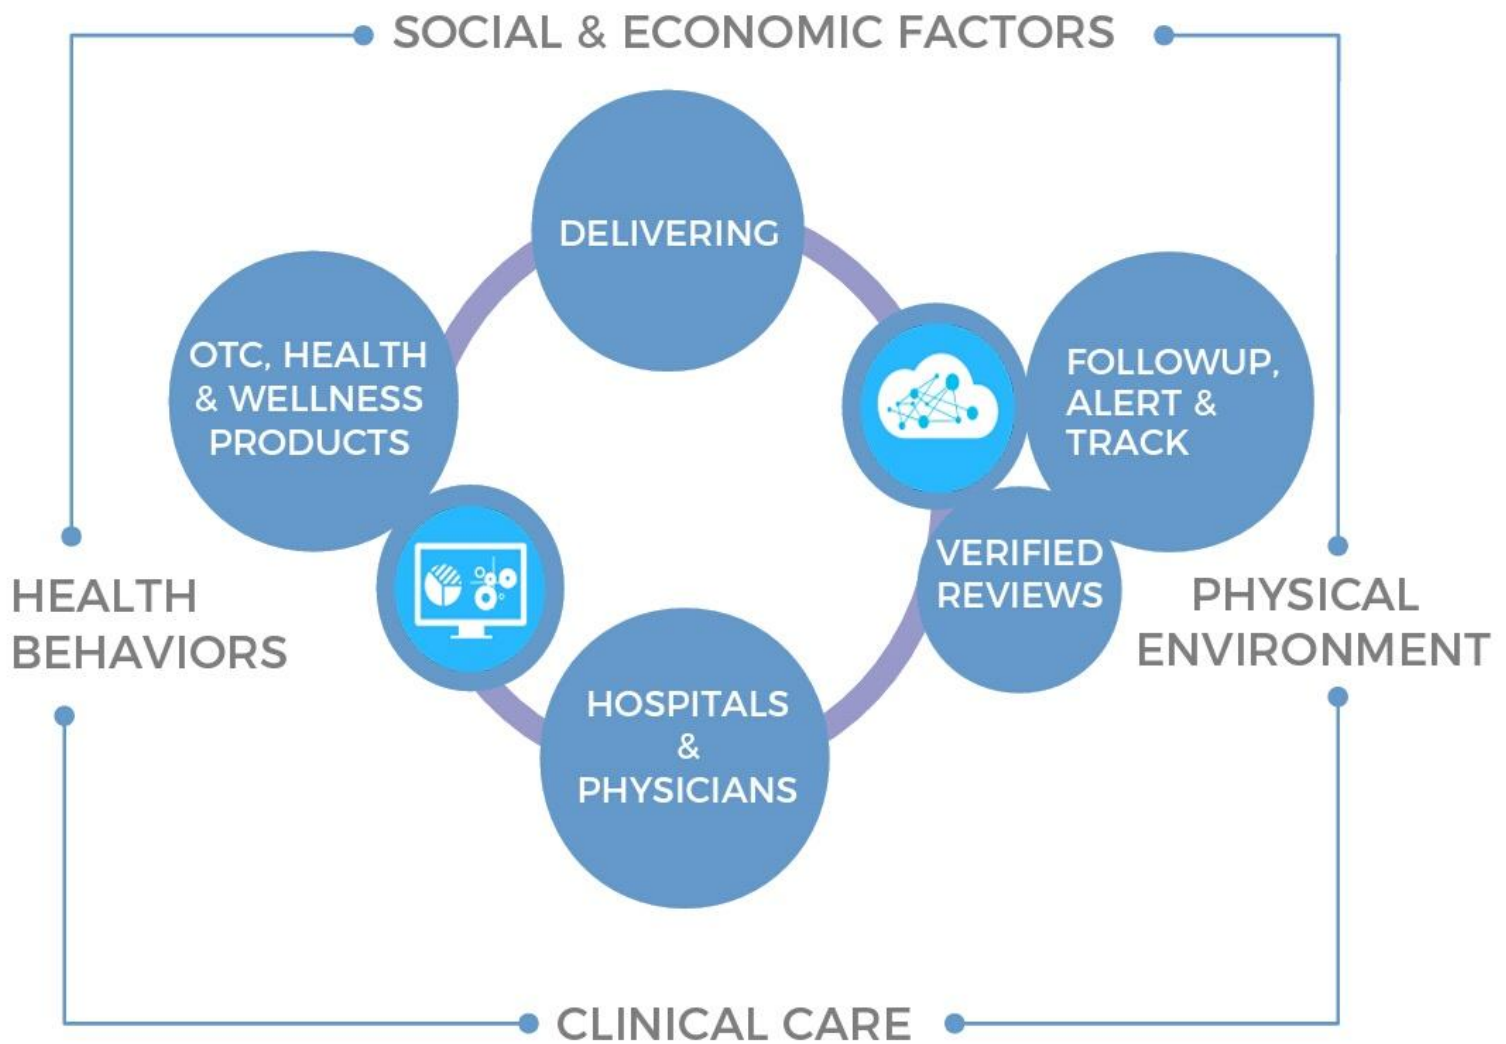 SOCIAL & ECONOMIC FACTORS
DELIVERING
OTC, HEALTH
& WELLNESS
PRODUCTS
FOLLOWUP,
ALERT &
TRACK
VERIFIED
REVIEWS
HEALTH
BEHAVIORS
PHYSICAL
ENVIRONMENT
HOSPITALS
&
PHYSICIANS
CLINICAL CARE